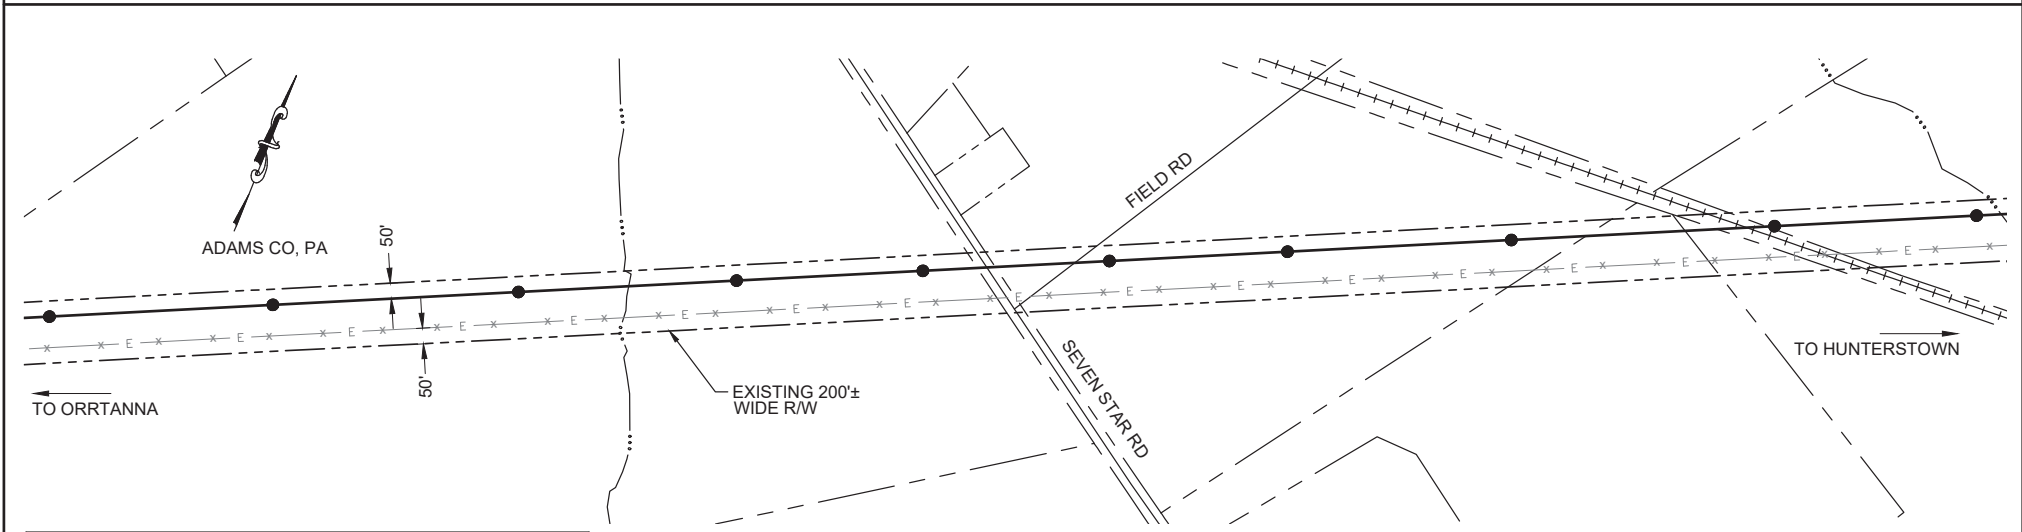 FIELD RD
ADAMS CO, PA
50'
E E E E E E E E E E E E E E E E E E E E E
TO HUNTERSTOWN
SEVEN STAR RD
50'
EXISTING 200'±
WIDE R/W
TO ORRTANNA